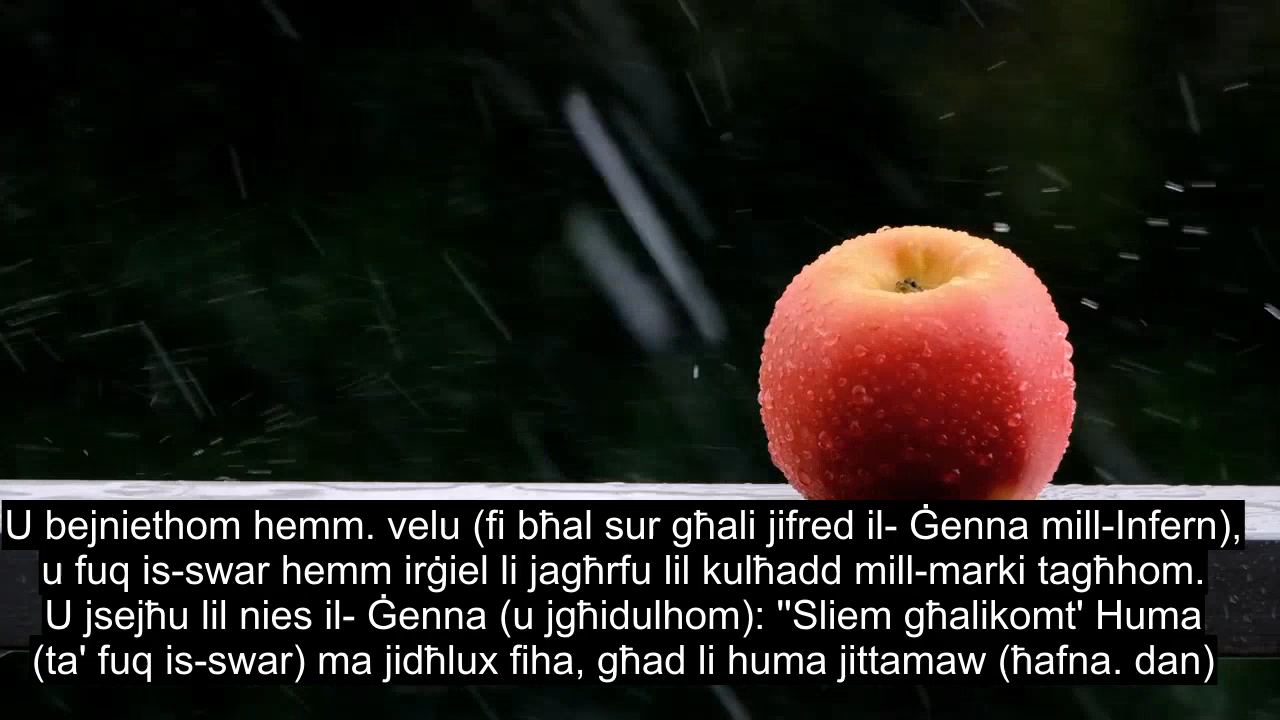 U bejniethom hemm. velu (fi bħal sur għali jifred il- Ġenna mill-Infern),
u fuq is-swar hemm irġiel li jagħrfu lil kulħadd mill-marki tagħhom.
U jsejħu lil nies il- Ġenna (u jgħidulhom): "Sliem għalikomt' Huma
(ta' fuq is-swar) ma jidħlux fiha, għad li huma jittamaw (ħafna. dan)